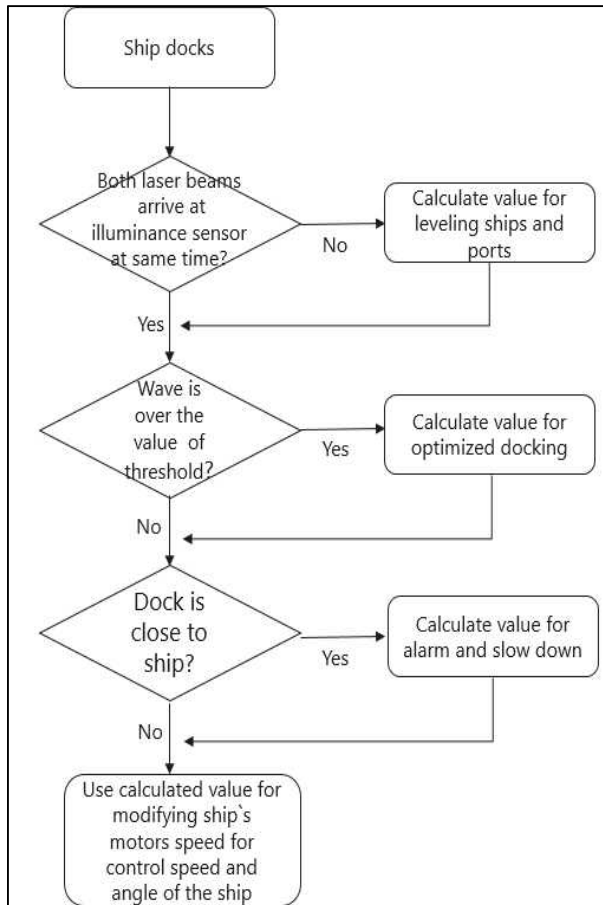 Ship docks
Both laser beams
arrive at
illuminance sensor
at same time?
No
Calculate value for
leveling ships and
ports
Yes
Wave is
over the
value of
threshold?
Yes
Calculate value for
optimized docking
No
Dock is
close to
ship?
Yes
Calculate value for
alarm and slow down
No
Use calculated value for
modifying ship`s
motors speed for
control speed and
angle of the ship